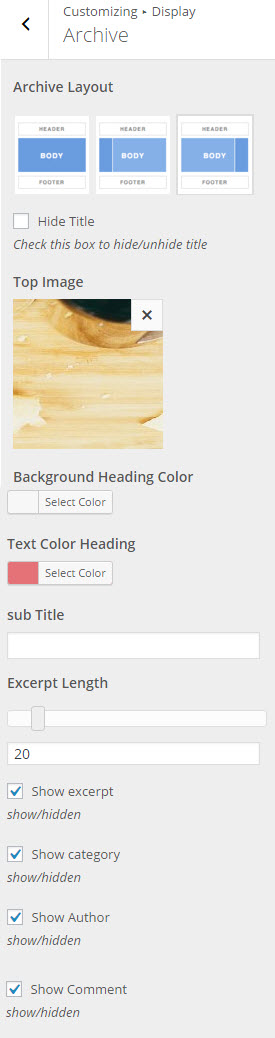 Customizing ▸ Display
Archive
Archive Layout
HEADER HEADER HEADER
BODY BODY BODY
FOOTER FOOTER FOOTER
Hide Title
Check this box to hide/unhide title
Top Image
Background Heading Color
Select Color
Text Color Heading
Select Color
sub Title
Excerpt Length
20
Show excerpt
show/hidden
Show category
show/hidden
Show Author
show/hidden
Show Comment
show/hidden